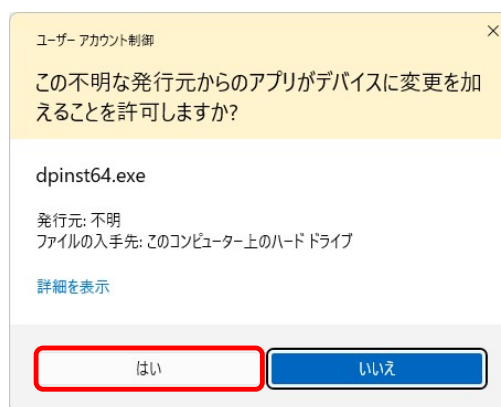 ユーザー アカウント制御
この不明な発行元からのアプリがデバイスに変更を加
えることを許可しますか?
dpinst64.exe
発行元: 不明
ファイルの入手先: このコンピューター上のハード ドライブ
詳細を表示
はい
いいえ